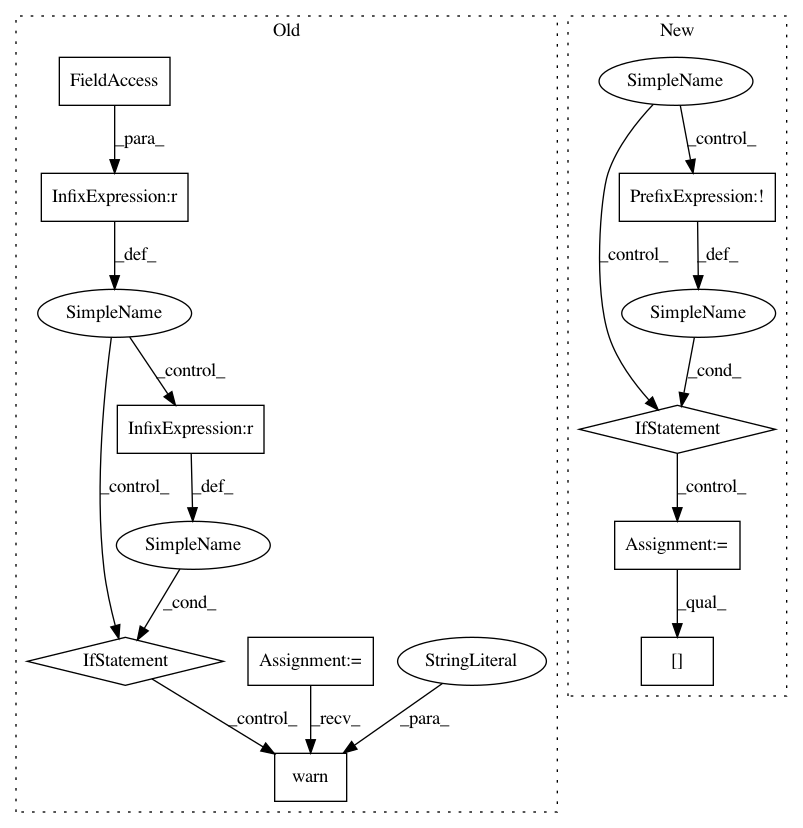 Old
New
FieldAccess
SimpleName
_para_
_control_
InfixExpression:r
PrefixExpression:!
_def_
_control_
_def_
SimpleName
SimpleName
_control_
_cond_
InfixExpression:r
IfStatement
_control_
_def_
_control_
SimpleName
Assignment:=
_cond_
_qual_
IfStatement
Assignment:=
StringLiteral
[]
_control_
_recv_
_para_
warn